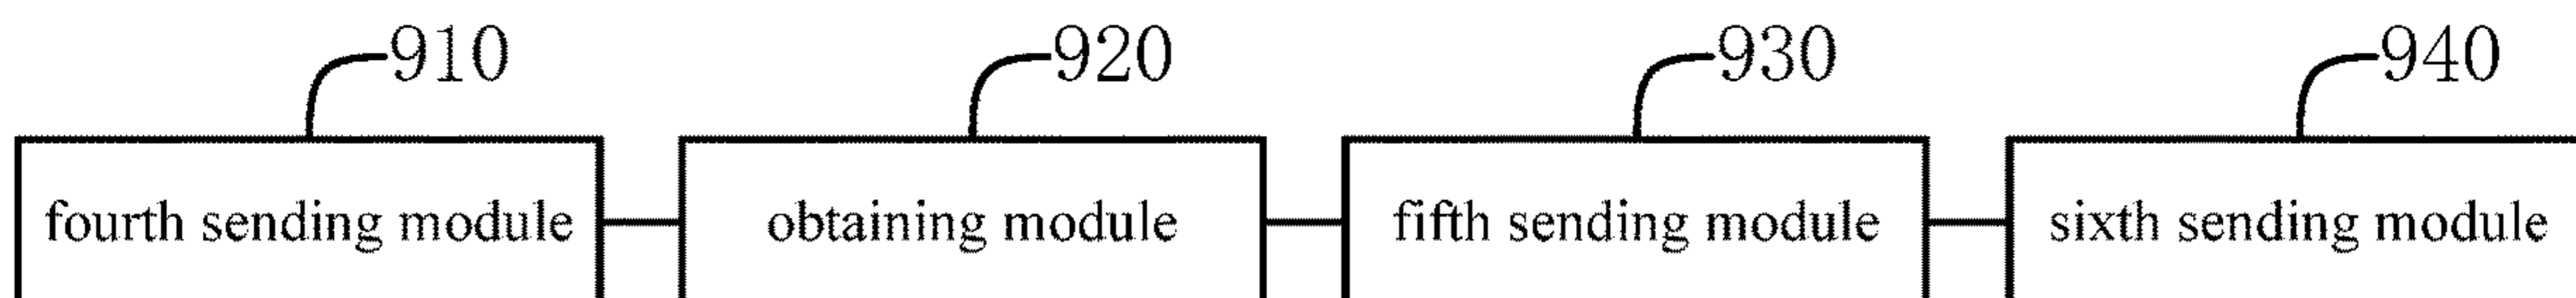 910 920 930 940
fourth sending module obtaining module fifth sending module sixth sending module